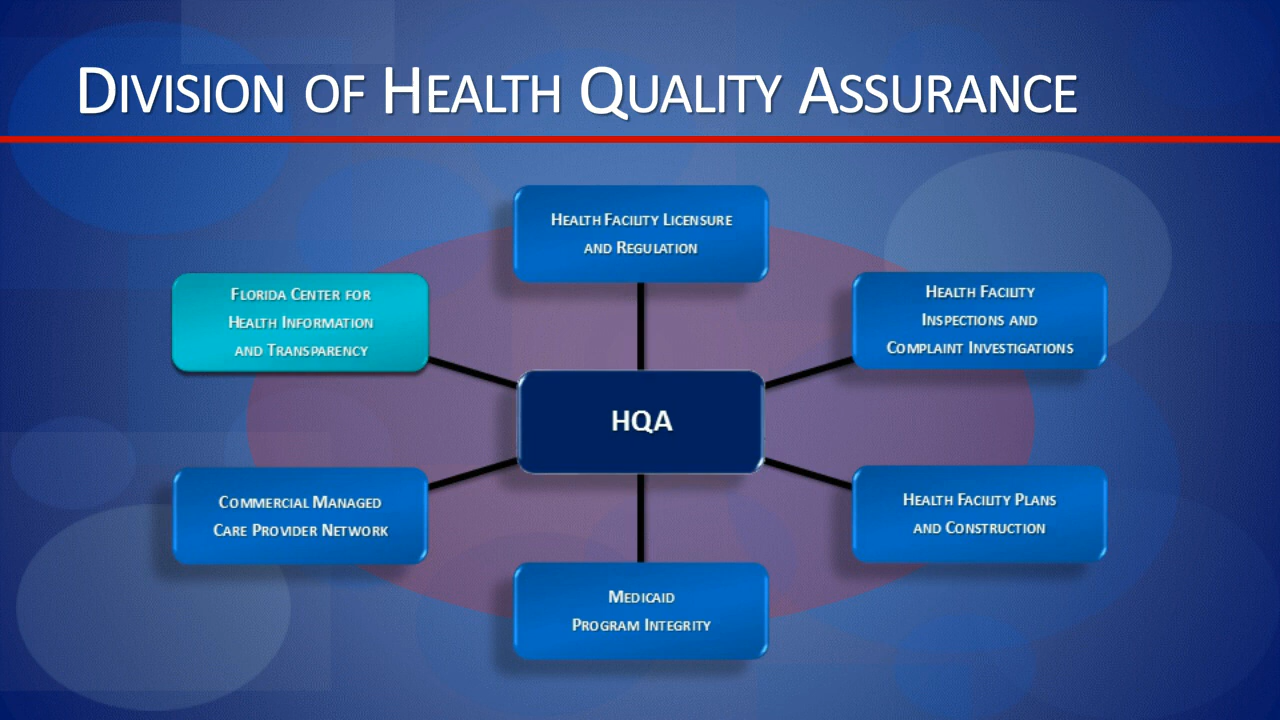 Division of Health Quality Assurance
Health Facility Licensure
and Regulation
Florida Center for
Health Information
and Transparency
Health Facility
Inspections and
Complaint Investigations
HQA
Commercial Managed
Care Provider Network
Health Facility Plans
and Construction
Medicaid
Program Integrity